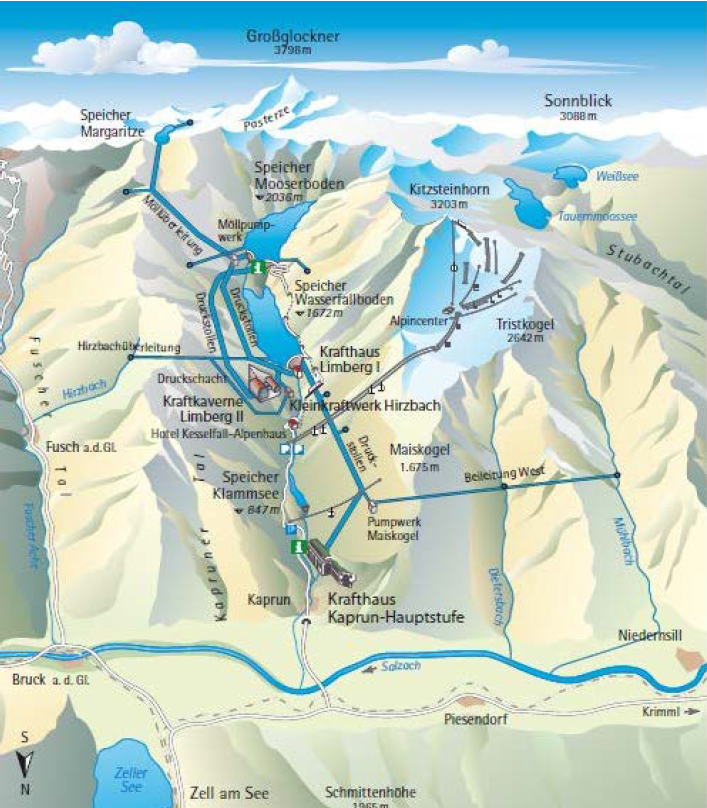 Großglockner
3798 m
Sonnblick
3088 m
Speicher
Margaritze
Pasterze
Speicher
Mooserboden
2036 m
Kitzsteinhorn
3203 m
Weißsee
Tauernmoossee
Stubachtal
Möllüberleitung
Möllpump-
werk
i
Speicher
Wasserfallboden
1672 m
Druckstollen
Druckstollen
Alpincenter
Tristkogel
2642 m
Fuscher Tal
Hirzbachüberleitung
Hirzbach
Krafthaus
Limberg I
Druckschacht
Kraftkaverne
Limberg II
Kleinkraftwerk Hirzbach
Hotel Kesselfall-Alpenhaus
P
Druck-
stollen
Maiskogel
1.675 m
Fusch a.d.Gl.
Speicher
Klammsee
847 m
Beileitung West
Kapruner Tal
Fuscher Ache
P
i
Pumpwerk
Maiskogel
Mühlbach
Dietersbach
Kaprun
Krafthaus
Kaprun-Hauptstufe
Niedernsill
Bruck a. d. Gl.
Salzach
Piesendorf
Krimml
S
N
Zeller
See
Zell am See
Schmittenhöhe
1965 m